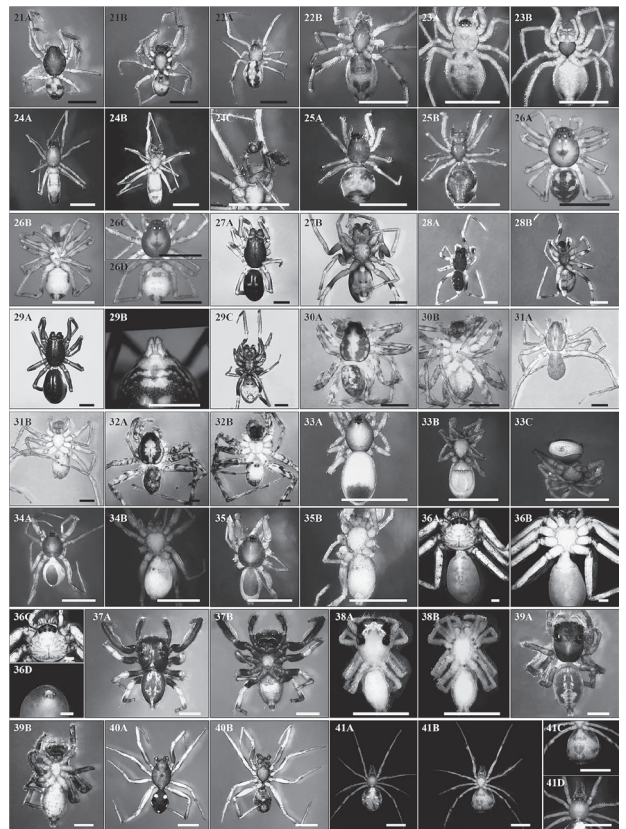 21A 21B 22A 22B 23A 23B
24A 24B 24C 25A 25B 26A
26B 26C 27A 27B 28A 28B
26D
29A 29B 29C 30A 30B 31A
31B 32A 32B 33A 33B 33C
34A 34B 35A 35B 36A 36B
36C 37A 37B 38A 38B 39A
36D
39B 40A 40B 41A 41B 41C
41D